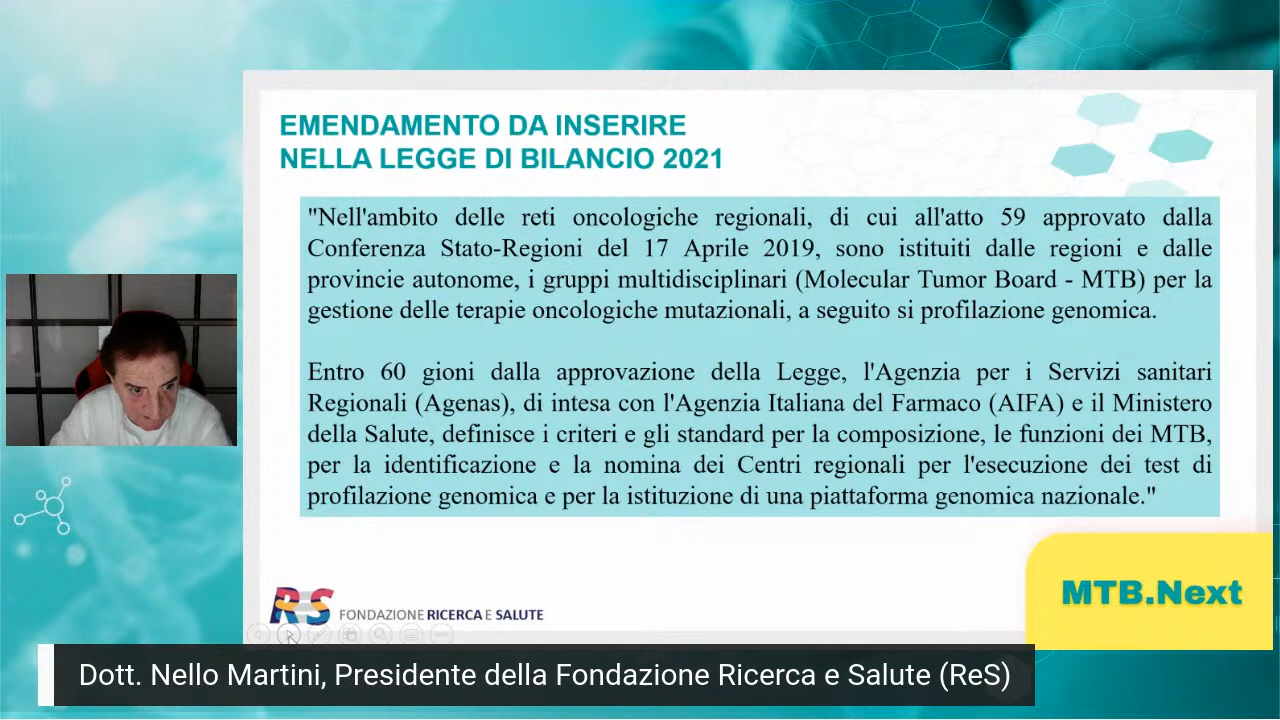 EMENDAMENTO DA INSERIRE
NELLA LEGGE DI BILANCIO 2021
"Nell'ambito delle reti oncologiche regionali, di cui all'atto 59 approvato dalla
Conferenza Stato-Regioni del 17 Aprile 2019, sono istituiti dalle regioni e dalle
provincie autonome, i gruppi multidisciplinari (Molecular Tumor Board - MTB) per la
gestione delle terapie oncologiche mutazionali, a seguito si profilazione genomica.
Entro 60 gioni dalla approvazione della Legge, l'Agenzia per i Servizi sanitari
Regionali (Agenas), di intesa con l'Agenzia Italiana del Farmaco (AIFA) e il Ministero
della Salute, definisce i criteri e gli standard per la composizione, le funzioni dei MTB,
per la identificazione e la nomina dei Centri regionali per l'esecuzione dei test di
profilazione genomica e per la istituzione di una piattaforma genomica nazionale."
MTB.Next
ReS FONDAZIONE RICERCA E SALUTE
Dott. Nello Martini, Presidente della Fondazione Ricerca e Salute (ReS)